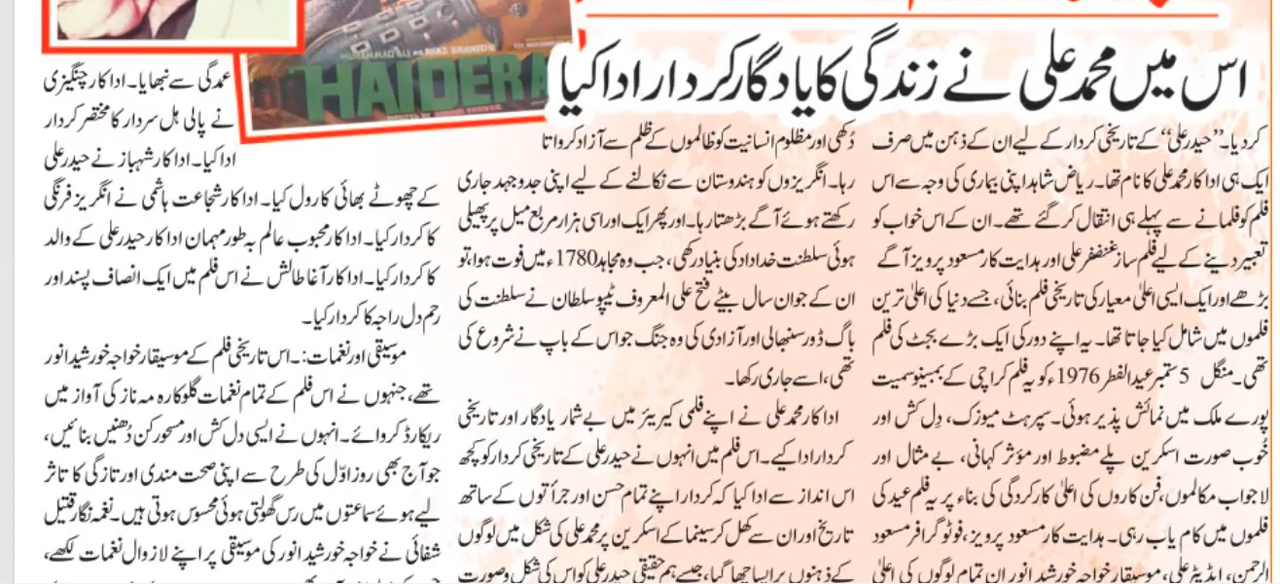 اس میں محمد علی نے زندگی کا یادگار کردار ادا کیا
MUHAMMAD ALI
HAIDER A
کردیا۔ ”حیدر علی“ کے تاریخی کردار کے لیے ان کے ذہن میں صرف
ایک ہی اداکار محمد علی کا نام تھا۔ ریاض شاہد اپنی بیماری کی وجہ سے اس
فلم کو فلمانے سے پہلے ہی انتقال کر گئے تھے۔ ان کے اس خواب کو
تعبیر دینے کے لیے فلم ساز غضنفر علی اور ہدایت کار مسعود پرویز آگے
بڑھے اور ایک ایسی اعلیٰ معیار کی تاریخی فلم بنائی، جسے دنیا کی اعلیٰ ترین
فلموں میں شامل کیا جاتا تھا۔ یہ اپنے دور کی ایک بڑے بجٹ کی فلم
تھی۔ منگل 5 ستمبر عید الفطر 1976ء کو یہ فلم کراچی کے بمبینو سمیت
پورے ملک میں نمائش پذیر ہوئی۔ سپرہٹ میوزک، دِل کش اور
خُوب صورت اسکرین پلے مضبوط اور مؤثر کہانی، بے مثال اور
لاجواب مکالموں، فن کاروں کی اعلیٰ کارکردگی کی بناء پر یہ فلم عید کی
فلموں میں کام یاب رہی۔ ہدایت کار مسعود پرویز، فوٹو گرافر مسعود
الرحمٰن، ایڈیٹر علی، موسیقار خواجہ خورشید انور ان تمام لوگوں کی اعلیٰ
دُکھی اور مظلوم انسانیت کو ظالموں کے ظلم سے آزاد کرواتا
رہا۔ انگریزوں کو ہندوستان سے نکالنے کے لیے اپنی جدوجہد جاری
رکھتے ہوئے آگے بڑھتا رہا۔ اور پھر ایک اور اسی ہزار مربع میل پر پھیلی
ہوئی سلطنت خداداد کی بنیاد رکھی، جب وہ مجاہد 1780ء میں فوت ہوا، تو
ان کے جواں سال بیٹے فتح علی المعروف ٹیپو سلطان نے سلطنت کی
باگ ڈور سنبھالی اور آزادی کی وہ جنگ جو اس کے باپ نے شروع کی
تھی، اسے جاری رکھا۔
اداکار محمد علی نے اپنے فلمی کیریئر میں بے شمار یادگار اور تاریخی
کردار ادا کیے۔ اس فلم میں انہوں نے حیدر علی کے تاریخی کردار کو کچھ
اس انداز سے ادا کیا کہ کردار اپنے تمام حسن اور جرأتوں کے ساتھ
تاریخ اور ان سے کھل کر سینما کے اسکرین پر محمد علی کی شکل میں لوگوں
کے ذہنوں پر ایسا چھا گیا، جیسے ہم حقیقی حیدر علی کو اس کی شکل و صورت
عمدگی سے نبھایا۔ اداکار چنگیزی
نے پالی ہل سردار کا مختصر کردار
ادا کیا۔ اداکار شہباز نے حیدر علی
کے چھوٹے بھائی کا رول کیا۔ اداکار شجاعت ہاشمی نے انگریز فرنگی
کا کردار کیا۔ اداکار محبوب عالم بہ طور مہمان اداکار حیدر علی کے والد
کا کردار کیا۔ اداکار آغا طالش نے اس فلم میں ایک انصاف پسند اور
رحم دل راجہ کا کردار کیا۔
موسیقی اور نغمات:۔ اس تاریخی فلم کے موسیقار خواجہ خورشید انور
تھے، جنہوں نے اس فلم کے تمام نغمات گلوکارہ مہ ناز کی آواز میں
ریکارڈ کروائے۔ انہوں نے ایسی دل کش اور مسحور کن دُھنیں بنائیں،
جو آج بھی روز اوّل کی طرح سے اپنی صحت مندی اور تازگی کا تاثر
لیے ہوئے سماعتوں میں رس گھولتی ہوئی محسوس ہوتی ہیں۔ نغمہ نگار قتیل
شفائی نے خواجہ خورشید انور کی موسیقی پر اپنے لازوال نغمات لکھے،